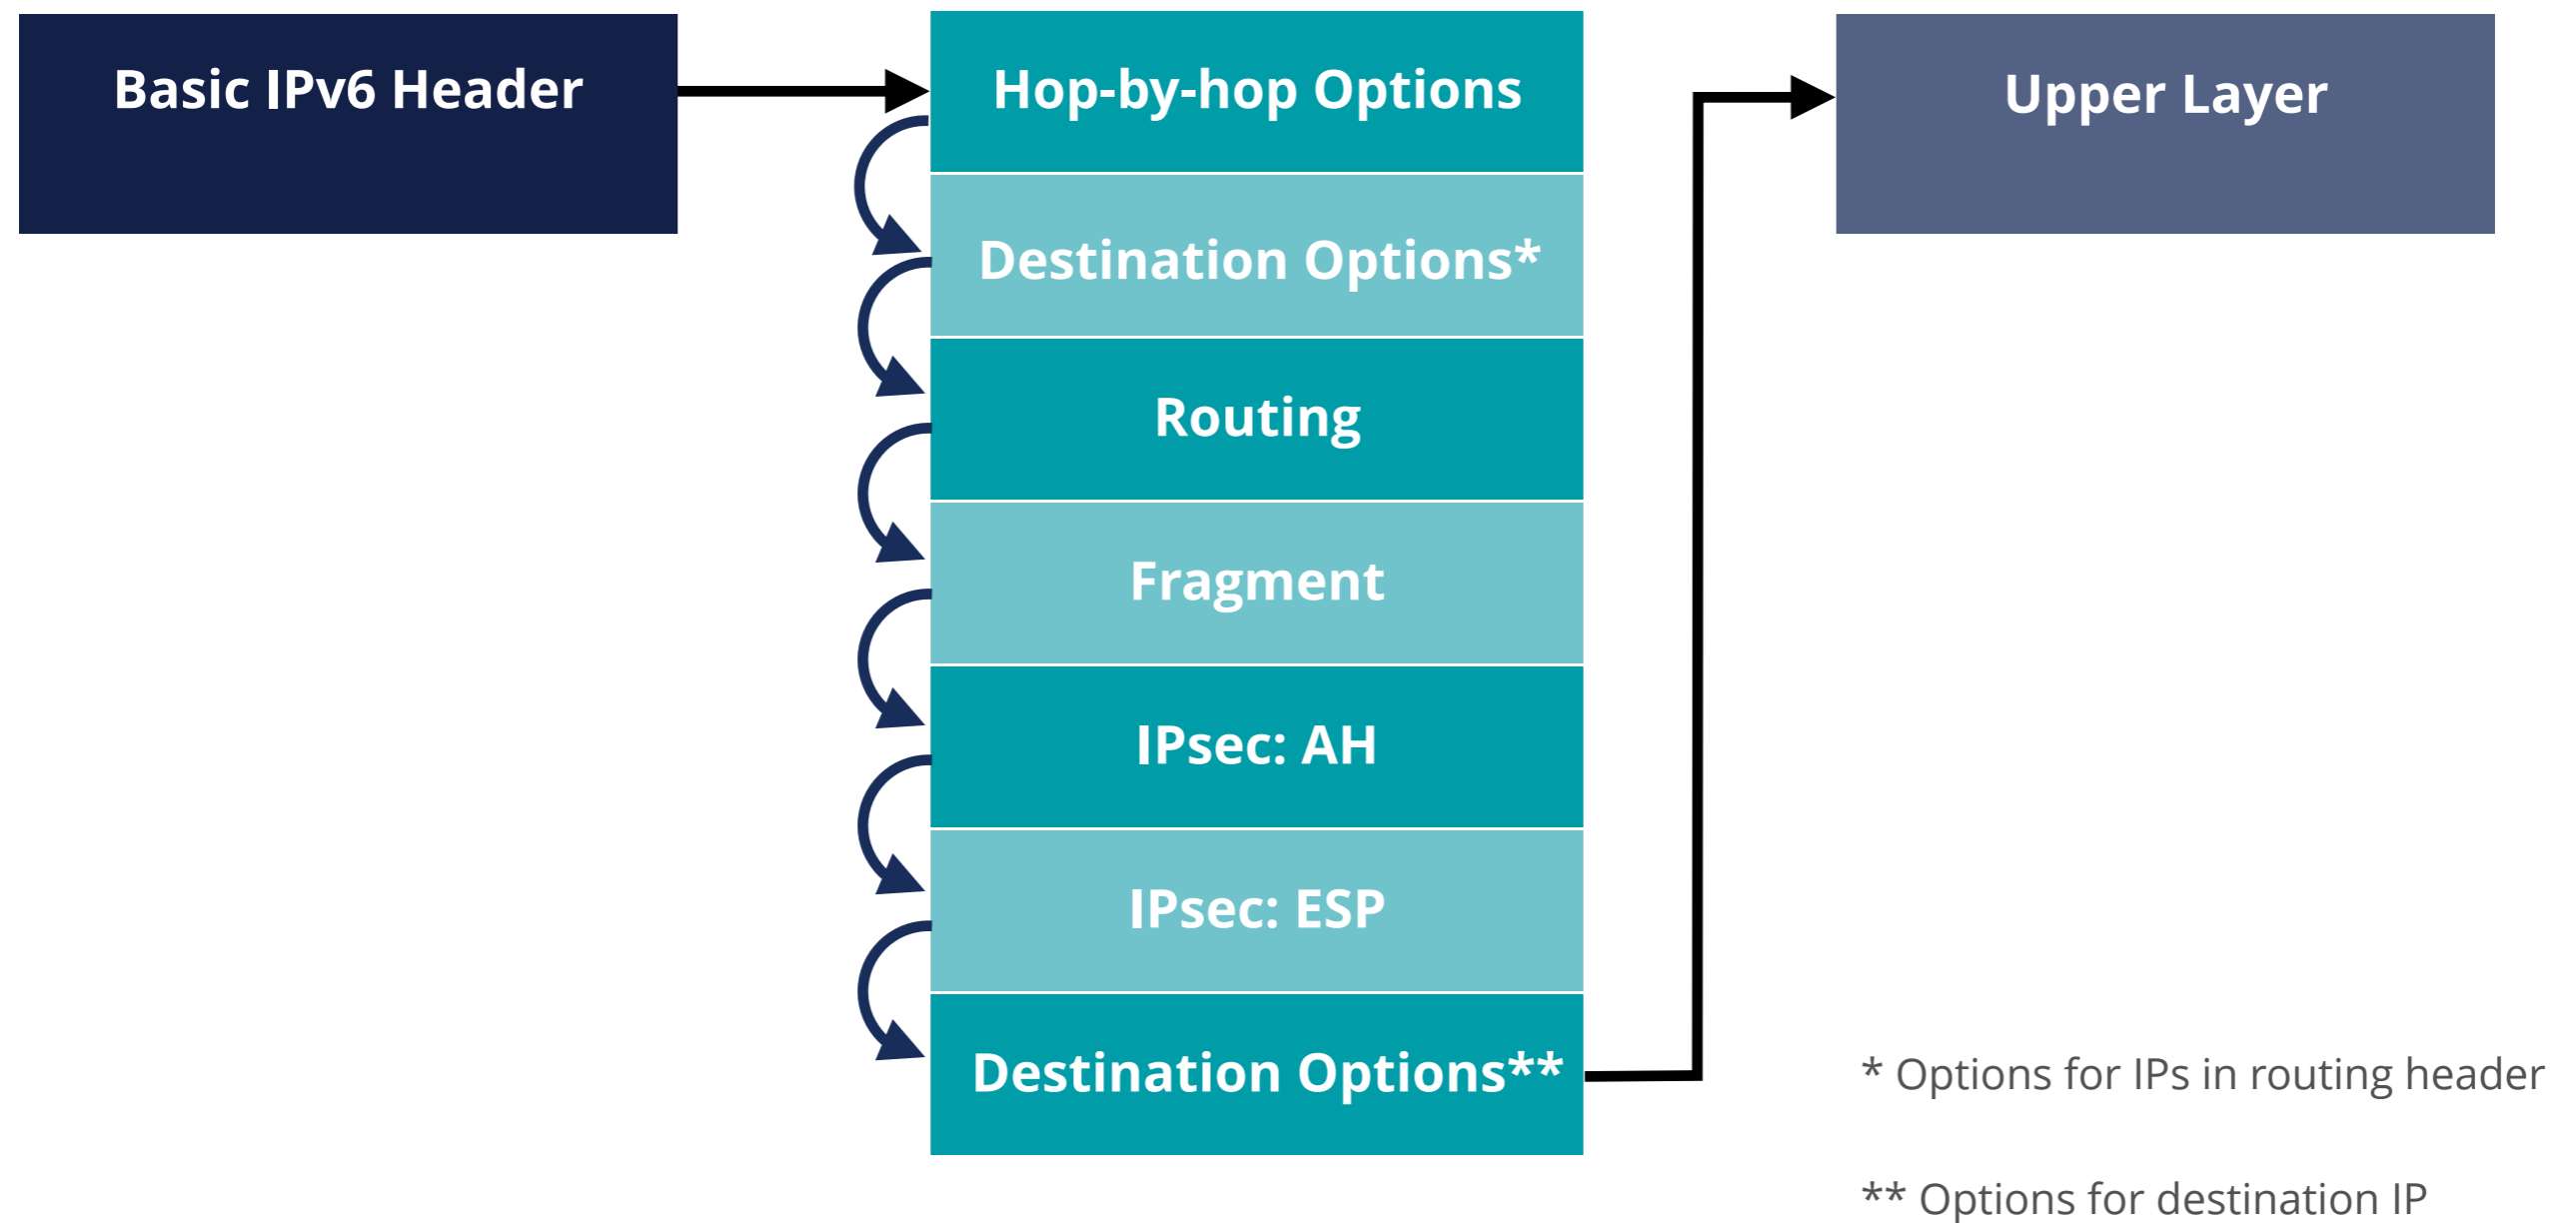 Basic IPv6 Header
Hop-by-hop Options
Destination Options*
Routing
Fragment
IPsec: AH
IPsec: ESP
Destination Options**
Upper Layer
* Options for IPs in routing header
** Options for destination IP